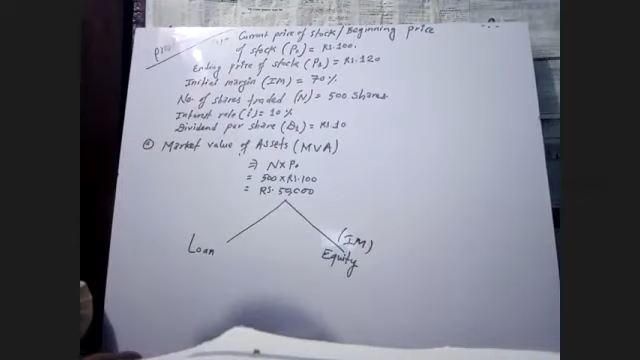 Current price of stock/Beginning price
of stock (P₀) = Rs.100.
Ending price of stock (P₁) = Rs.120
Initial margin (IM) = 70%
No. of shares traded (N) = 500 shares
Interest rate (i) = 10%
Dividend par share (D₁) = Rs.10
Market value of Assets (MVA)
⇒ N×P₀
= 500×Rs.100
= Rs. 50,000
(IM)
Loan Equity